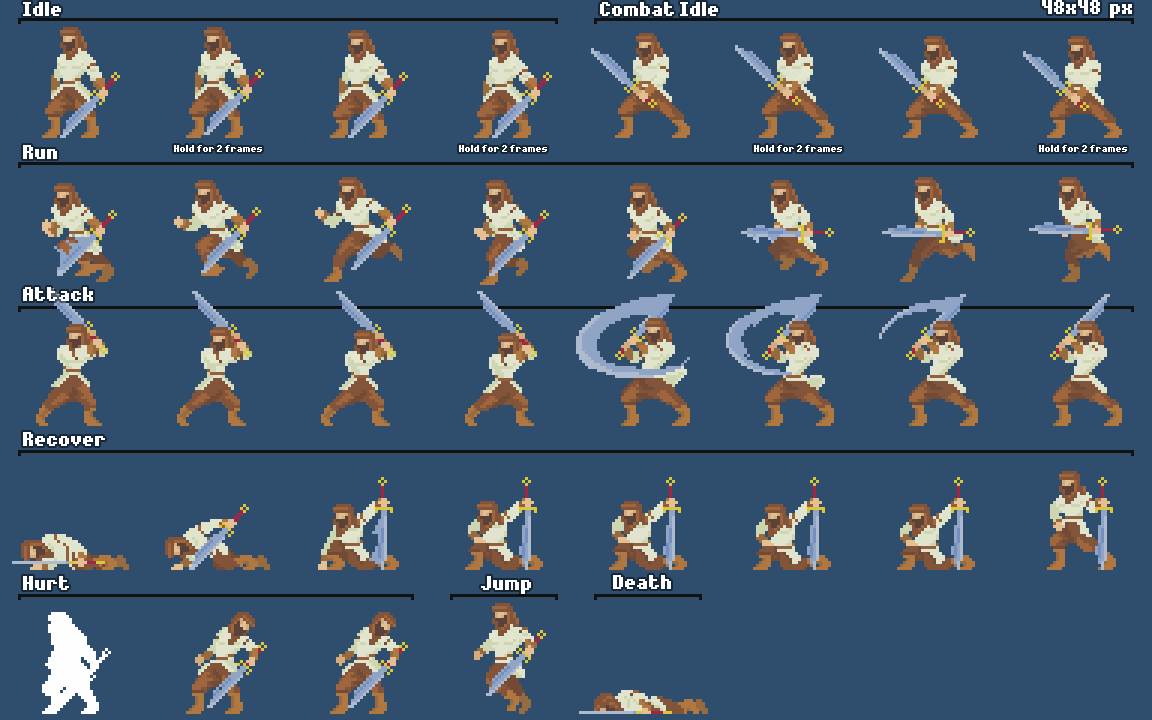 Idle
Combat Idle
48x48 px
Hold for 2 frames
Hold for 2 frames
Hold for 2 frames
Hold for 2 frames
Run
Attack
Recover
Hurt
Jump
Death